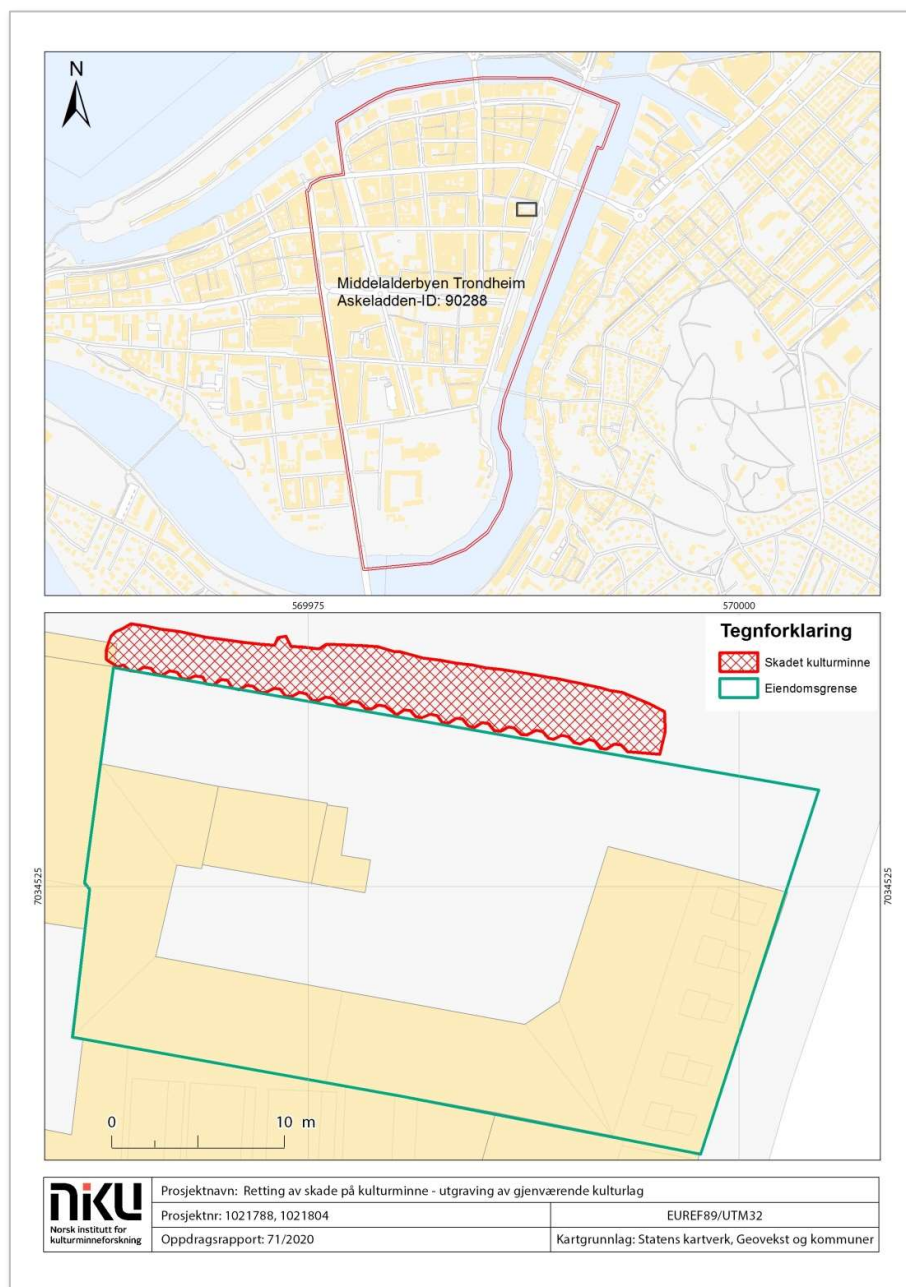 N
Middelalderbyen Trondheim
Askeladden-ID: 90288
569975
570000
Tegnforklaring
Skadet kulturminne
Eiendomsgrense
7034525
7034525
0
10 m
NIKU
Norsk institutt for
kulturminneforskning
Prosjektnavn: Retting av skade på kulturminne - utgraving av gjenværende kulturlag
Prosjektnr: 1021788, 1021804
EUREF89/UTM32
Oppdragsrapport: 71/2020
Kartgrunnlag: Statens kartverk, Geovekst og kommuner